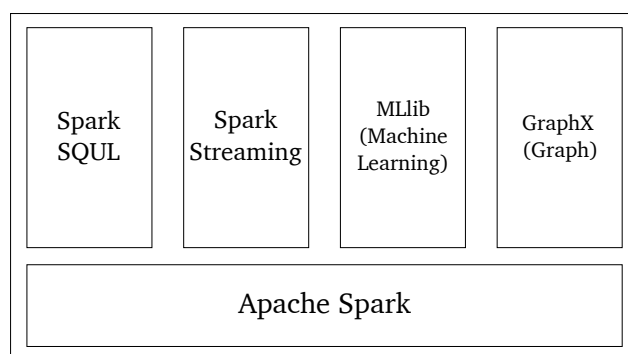 Spark
SQUL
Spark
Streaming
MLlib
(Machine
Learning)
GraphX
(Graph)
Apache Spark